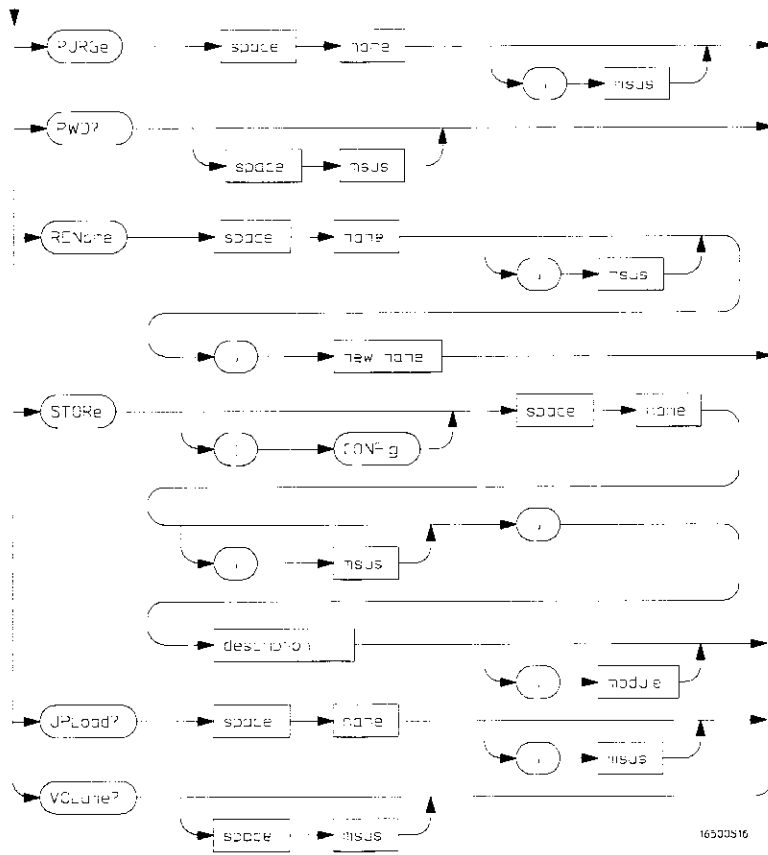 PURGe space name
, msus
PWD?
space msus
REName space name
, msus
, new name
STORe space name
: CONFig
, msus ,
description
, module
UPLoad? space name
, msus
VOLume?
space msus
16500S16